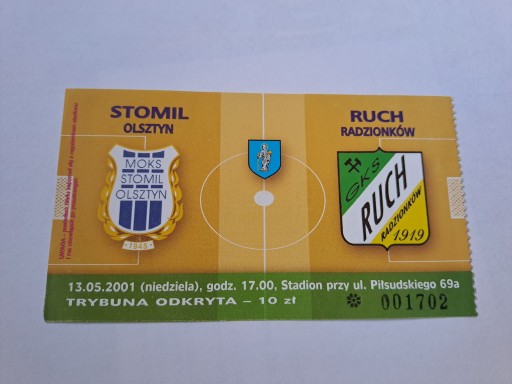 STOMIL
OLSZTYN
RUCH
RADZIONKÓW
MOKS
STOMIL
OLSZTYN
1945
GKS
RUCH
RADZIONKÓW
1919
13.05.2001 (niedziela), godz. 17.00, Stadion przy ul. Piłsudskiego 69a
TRYBUNA ODKRYTA – 10 zł
001702